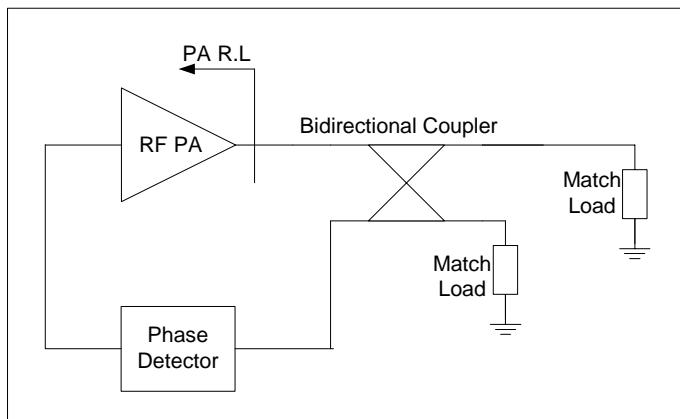 PA R.L
RF PA
Bidirectional Coupler
Match
Load
Match
Load
Phase
Detector